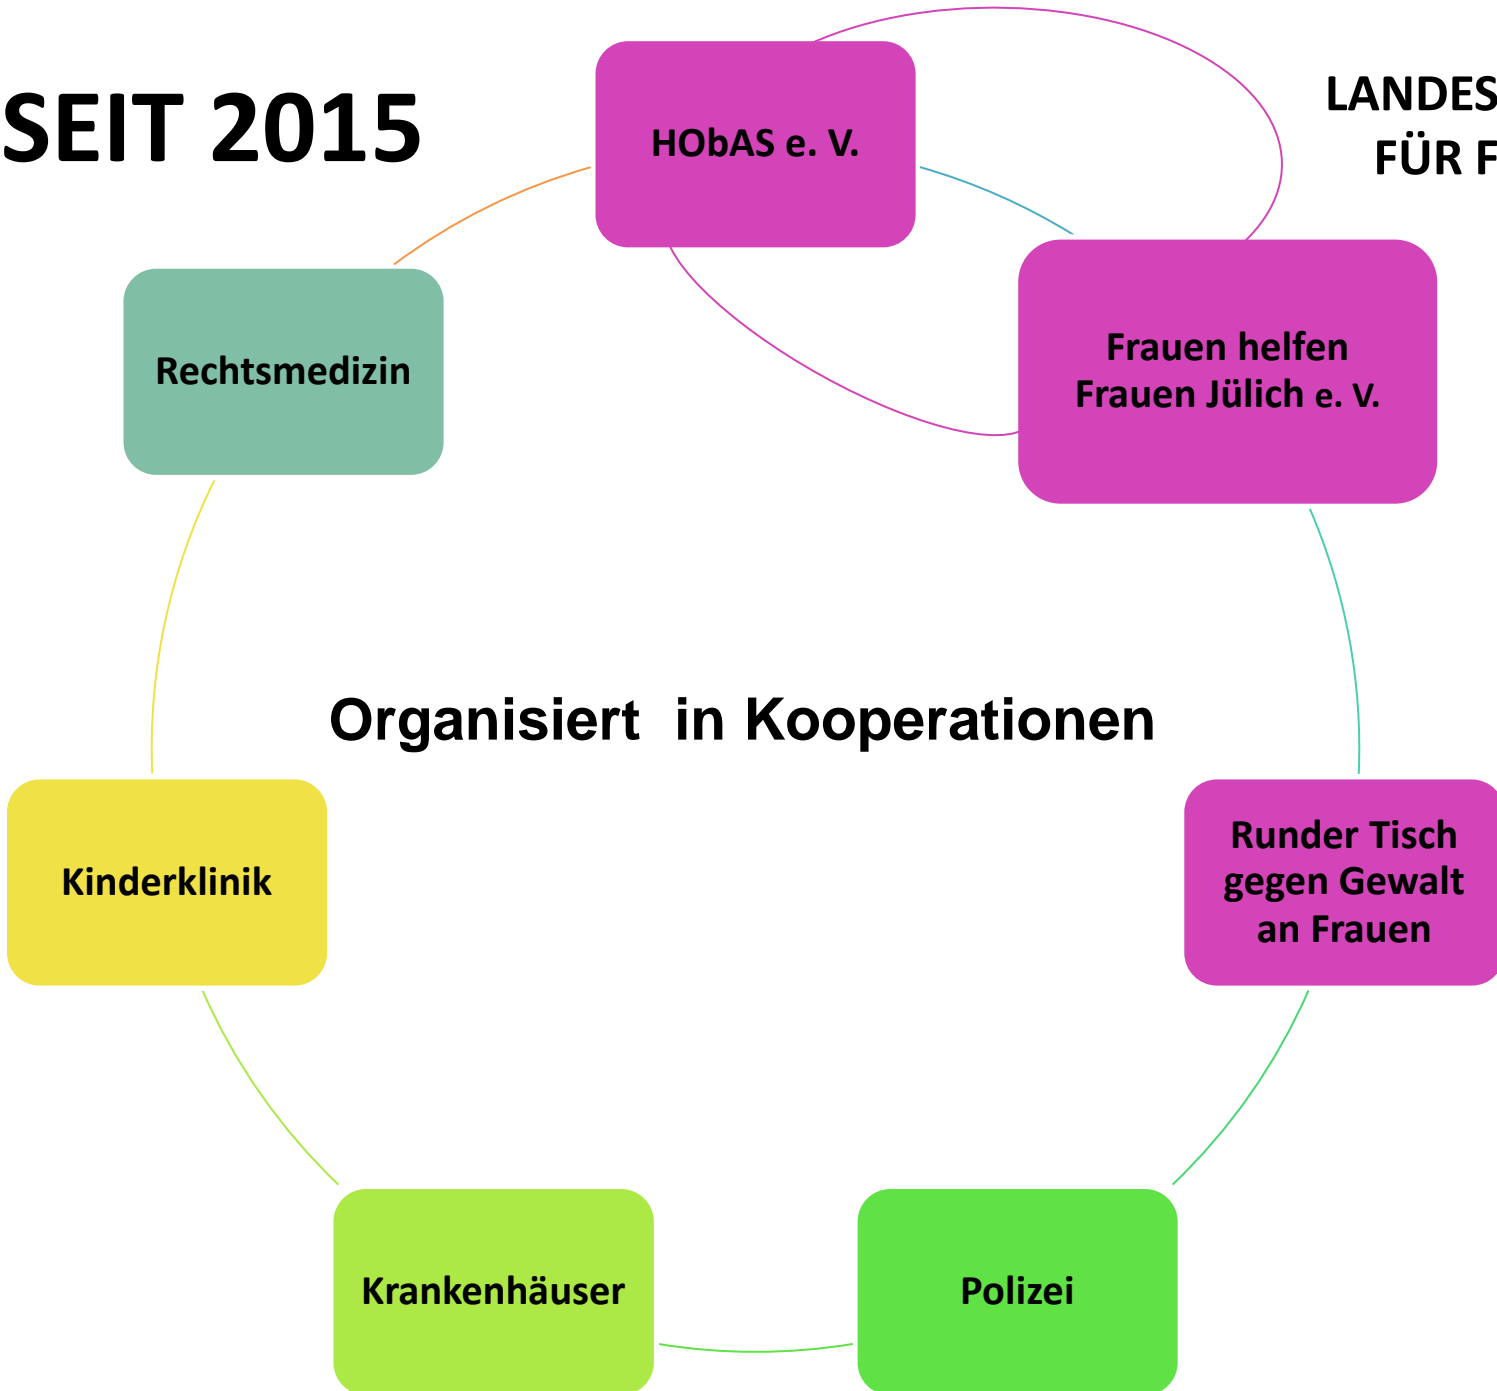 SEIT 2015
HObAS e. V.
LANDES
FÜR F
Frauen helfen
Frauen Jülich e. V.
Rechtsmedizin
Organisiert in Kooperationen
Kinderklinik
Runder Tisch
gegen Gewalt
an Frauen
Krankenhäuser
Polizei